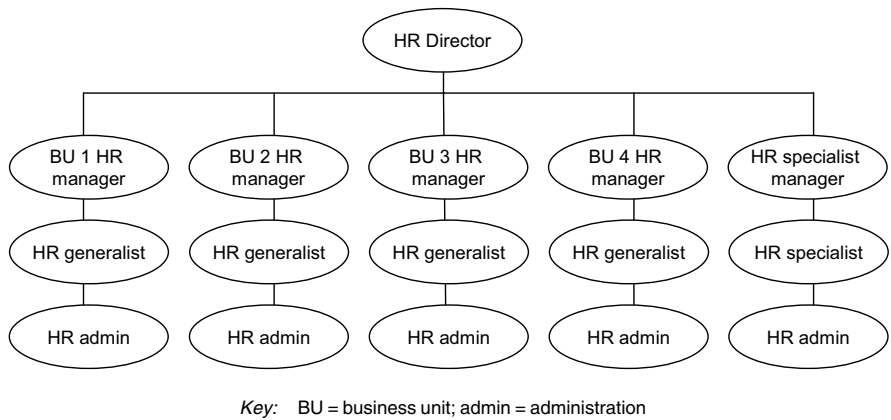 HR Director
BU 1 HR
manager
BU 2 HR
manager
BU 3 HR
manager
BU 4 HR
manager
HR specialist
manager
HR generalist
HR generalist
HR generalist
HR generalist
HR specialist
HR admin
HR admin
HR admin
HR admin
HR admin
Key: BU = business unit; admin = administration